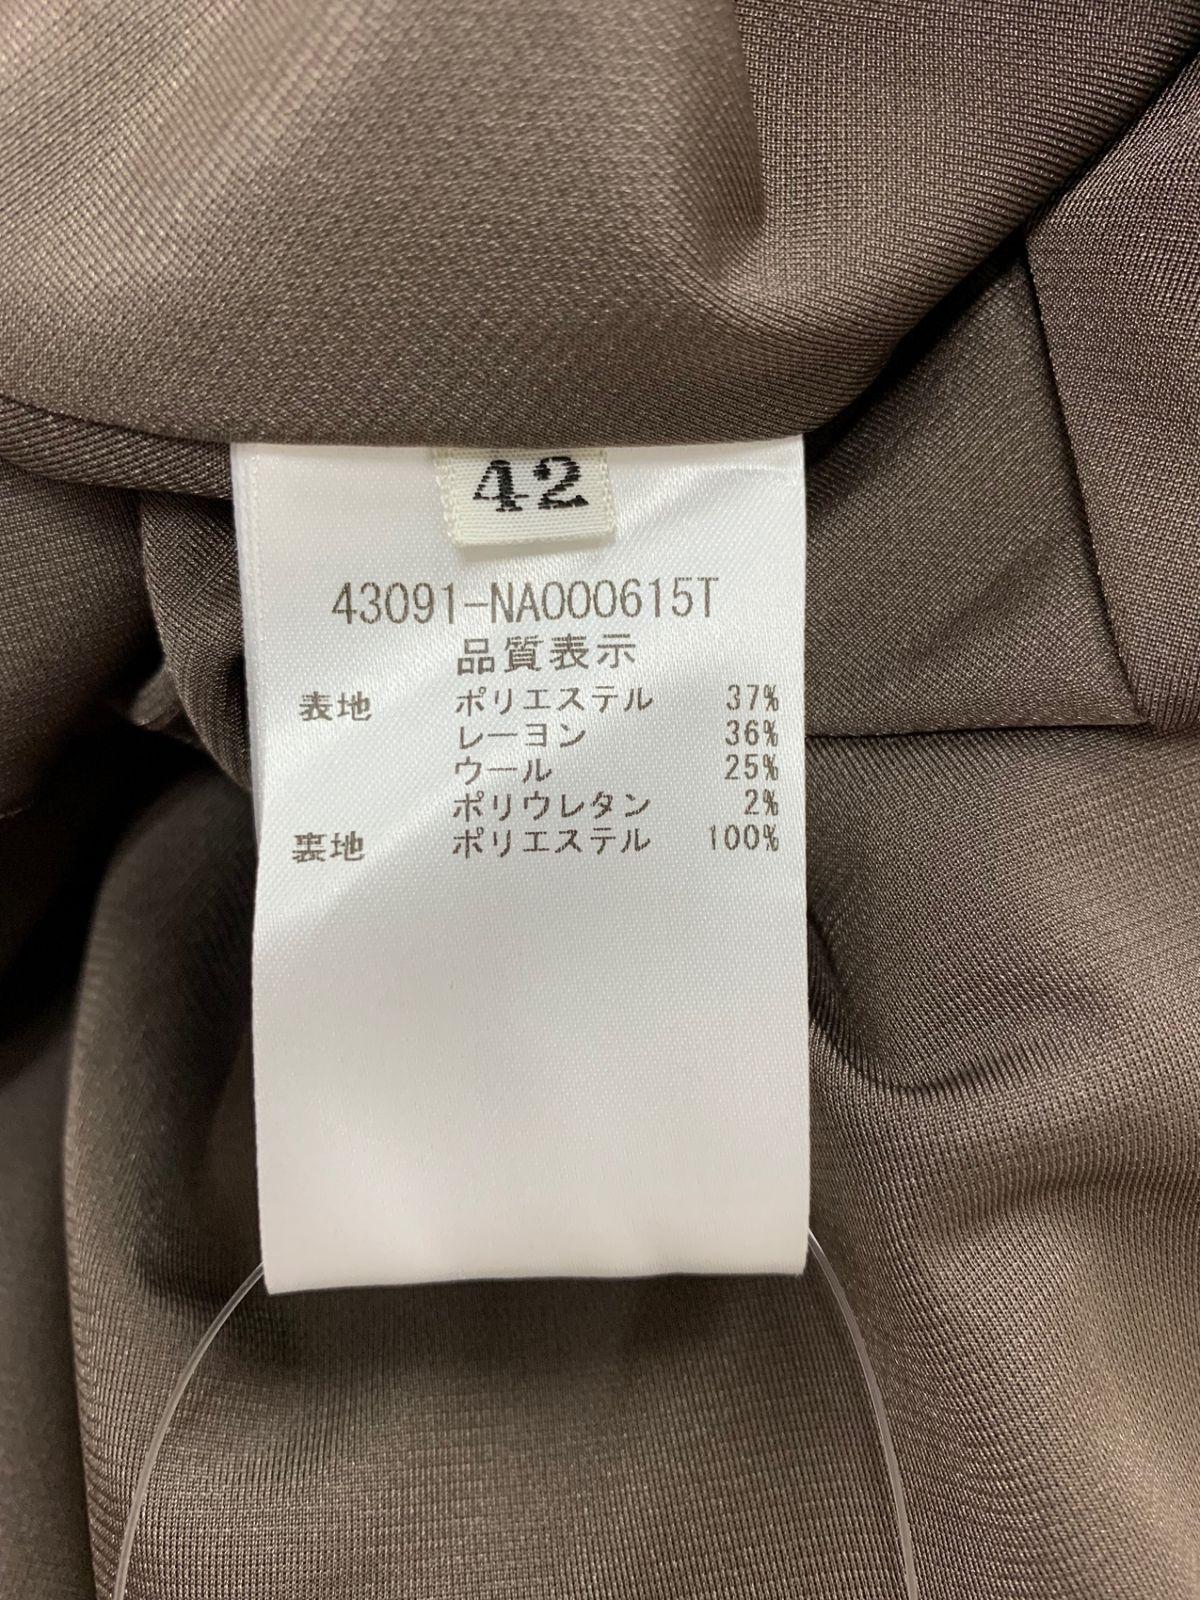 42
43091-NA000615T
品質表示
表地 ポリエステル 37%
レーヨン 36%
ウール 25%
ポリウレタン 2%
裏地 ポリエステル 100%